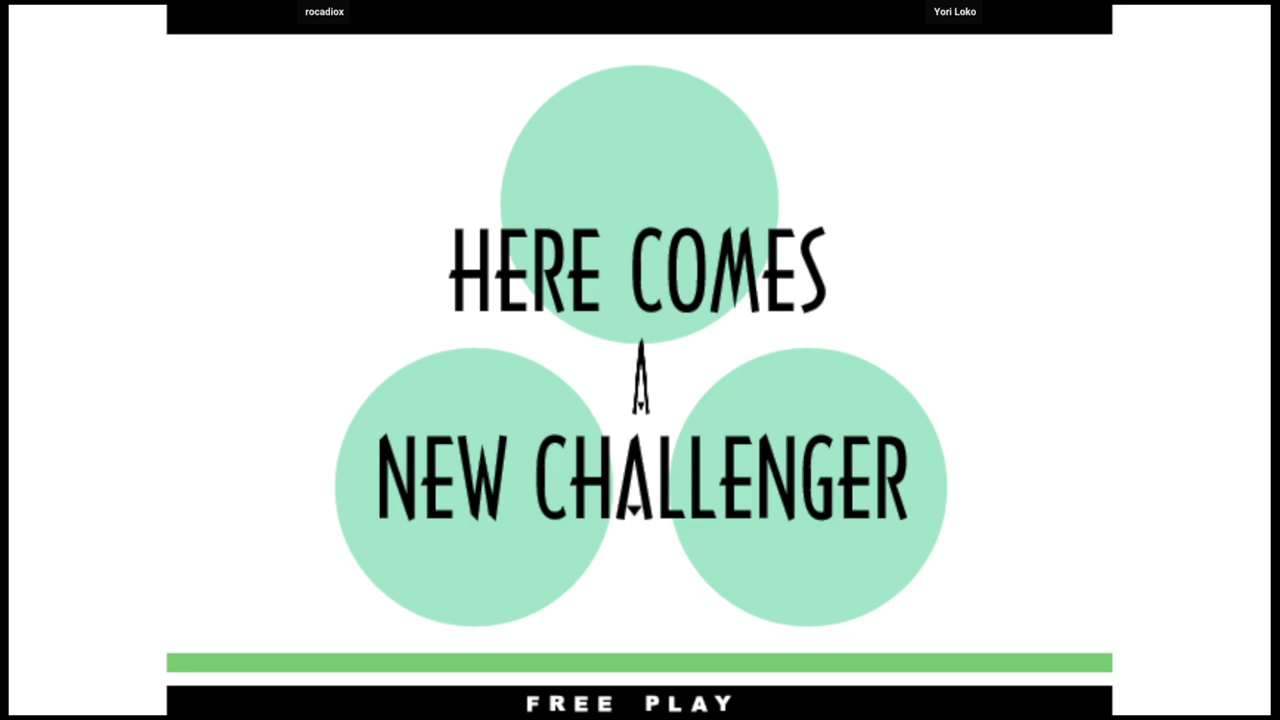 rocadiox
Yori Loko
HERE COMES
A
NEW CHALLENGER
FREE PLAY